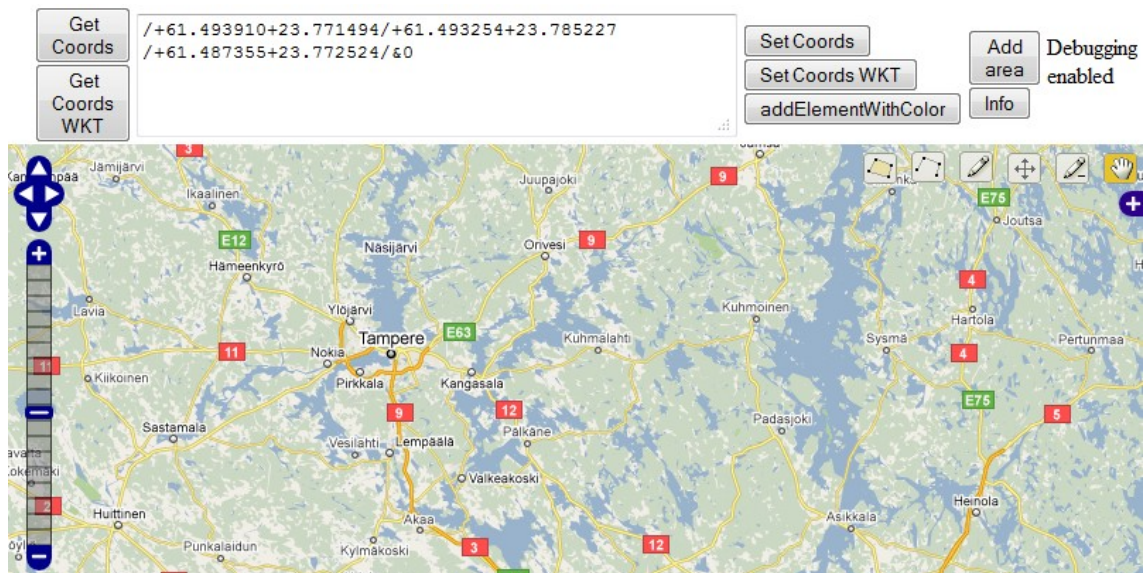 Get
Coords
Get
Coords
WKT
/+61.493910+23.771494/+61.493254+23.785227
/+61.487355+23.772524/&0
Set Coords
Set Coords WKT
addElementWithColor
Add
area
Info
Debugging
enabled
3
Jämijärvi
Ikaalinen
Juupajoki
9
E75
Joutsa
E12
Näsijärvi
Orivesi
9
Hämeenkyrö
4
Lavia
Ylöjärvi
Kuhmoinen
Hartola
Tampere
E63
Kuhmalahti
Sysmä
Pertunmaa
11
11
Nokia
4
Kiikoinen
Pirkkala
Kangasala
E75
9
12
5
Sastamala
Padasjoki
Vesilahti
Lempäälä
Pälkäne
Valkeakoski
2
Huittinen
Heinola
Akaa
Asikkala
Punkalaidun
Kylmäkoski
3
12